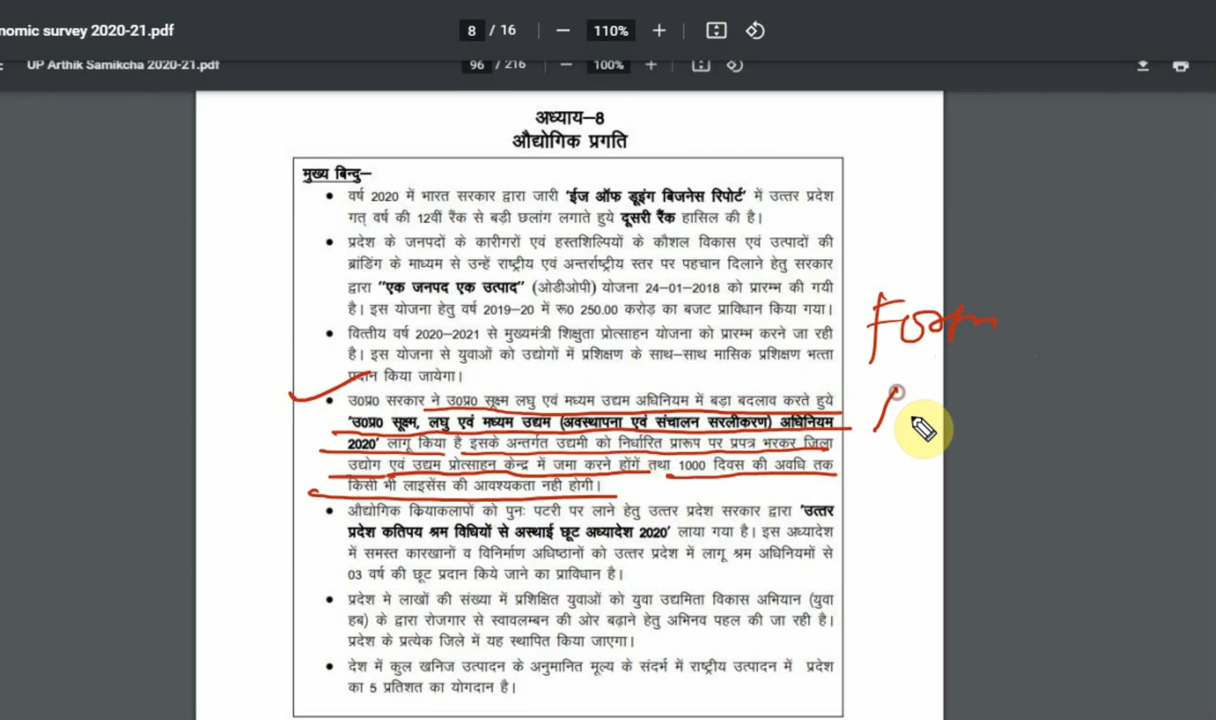 nomic survey 2020-21.pdf
8 / 16
110%
UP Arthik Samikcha 2020-21.pdf
96 / 216
100%
अध्याय–8
औद्योगिक प्रगति
मुख्य बिन्दु–
• वर्ष 2020 में भारत सरकार द्वारा जारी 'ईज ऑफ डूइंग बिजनेस रिपोर्ट' में उत्तर प्रदेश
गत् वर्ष की 12वीं रैंक से बड़ी छलांग लगाते हुये दूसरी रैंक हासिल की है।
• प्रदेश के जनपदों के कारीगरों एवं हस्तशिल्पियों के कौशल विकास एवं उत्पादों की
ब्रांडिंग के माध्यम से उन्हें राष्ट्रीय एवं अन्तर्राष्ट्रीय स्तर पर पहचान दिलाने हेतु सरकार
द्वारा "एक जनपद एक उत्पाद" (ओडीओपी) योजना 24–01–2018 को प्रारम्भ की गयी
है। इस योजना हेतु वर्ष 2019–20 में रू0 250.00 करोड़ का बजट प्राविधान किया गया।
• वित्तीय वर्ष 2020–2021 से मुख्यमंत्री शिक्षुता प्रोत्साहन योजना को प्रारम्भ करने जा रही
है। इस योजना से युवाओं को उद्योगों में प्रशिक्षण के साथ–साथ मासिक प्रशिक्षण भत्ता
प्रदान किया जायेगा।
• उ0प्र0 सरकार ने उ0प्र0 सूक्ष्म लघु एवं मध्यम उद्यम अधिनियम में बड़ा बदलाव करते हुये
'उ0प्र0 सूक्ष्म, लघु एवं मध्यम उद्यम (अवस्थापना एवं संचालन सरलीकरण) अधिनियम
2020' लागू किया है इसके अन्तर्गत उद्यमी को निर्धारित प्रारूप पर प्रपत्र भरकर जिला
उद्योग एवं उद्यम प्रोत्साहन केन्द्र में जमा करने होंगें तथा 1000 दिवस की अवधि तक
किसी भी लाइसेंस की आवश्यकता नही होगी।
• औद्योगिक कियाकलापों को पुनः पटरी पर लाने हेतु उत्तर प्रदेश सरकार द्वारा 'उत्तर
प्रदेश कतिपय श्रम विधियों से अस्थाई छूट अध्यादेश 2020' लाया गया है। इस अध्यादेश
में समस्त कारखानों व विनिर्माण अधिष्ठानों को उत्तर प्रदेश में लागू श्रम अधिनियमों से
03 वर्ष की छूट प्रदान किये जाने का प्राविधान है।
• प्रदेश मे लाखों की संख्या में प्रशिक्षित युवाओं को युवा उद्यमिता विकास अभियान (युवा
हब) के द्वारा रोजगार से स्वावलम्बन की ओर बढ़ाने हेतु अभिनव पहल की जा रही है।
प्रदेश के प्रत्येक जिले में यह स्थापित किया जाएगा।
• देश में कुल खनिज उत्पादन के अनुमानित मूल्य के संदर्भ में राष्ट्रीय उत्पादन में प्रदेश
का 5 प्रतिशत का योगदान है।
Form